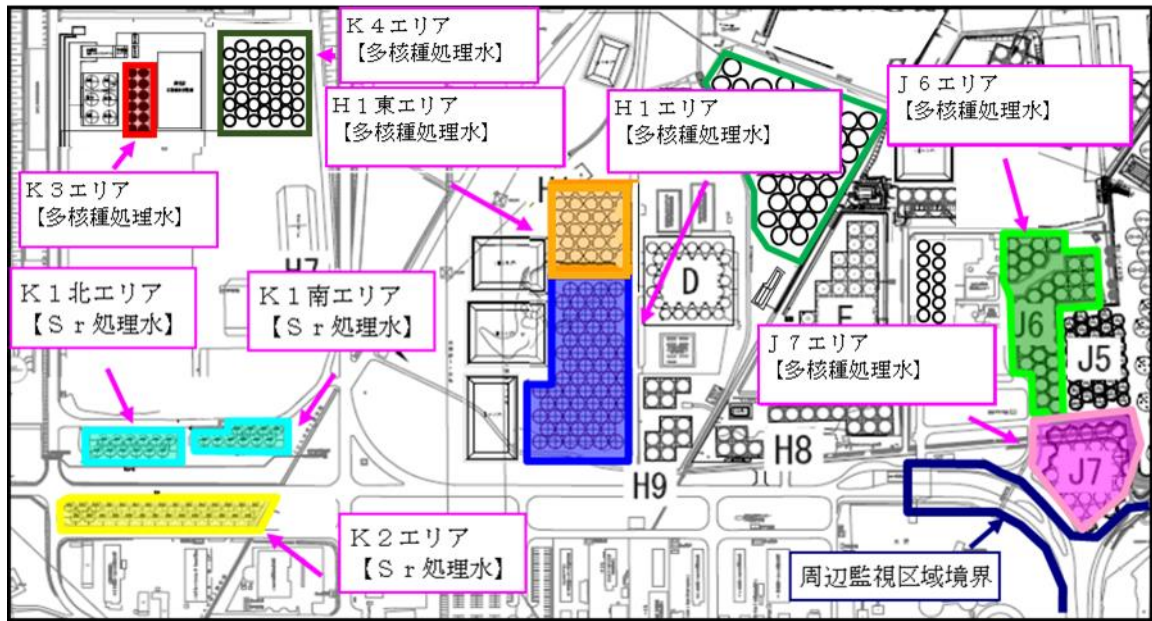 K4エリア
【多核種処理水】
H1東エリア
【多核種処理水】
H1エリア
【多核種処理水】
J6エリア
【多核種処理水】
K3エリア
【多核種処理水】
K1北エリア
【Sr処理水】
K1南エリア
【Sr処理水】
H7
D
J6
J5
J7エリア
【多核種処理水】
J7
H8
H9
K2エリア
【Sr処理水】
周辺監視区域境界